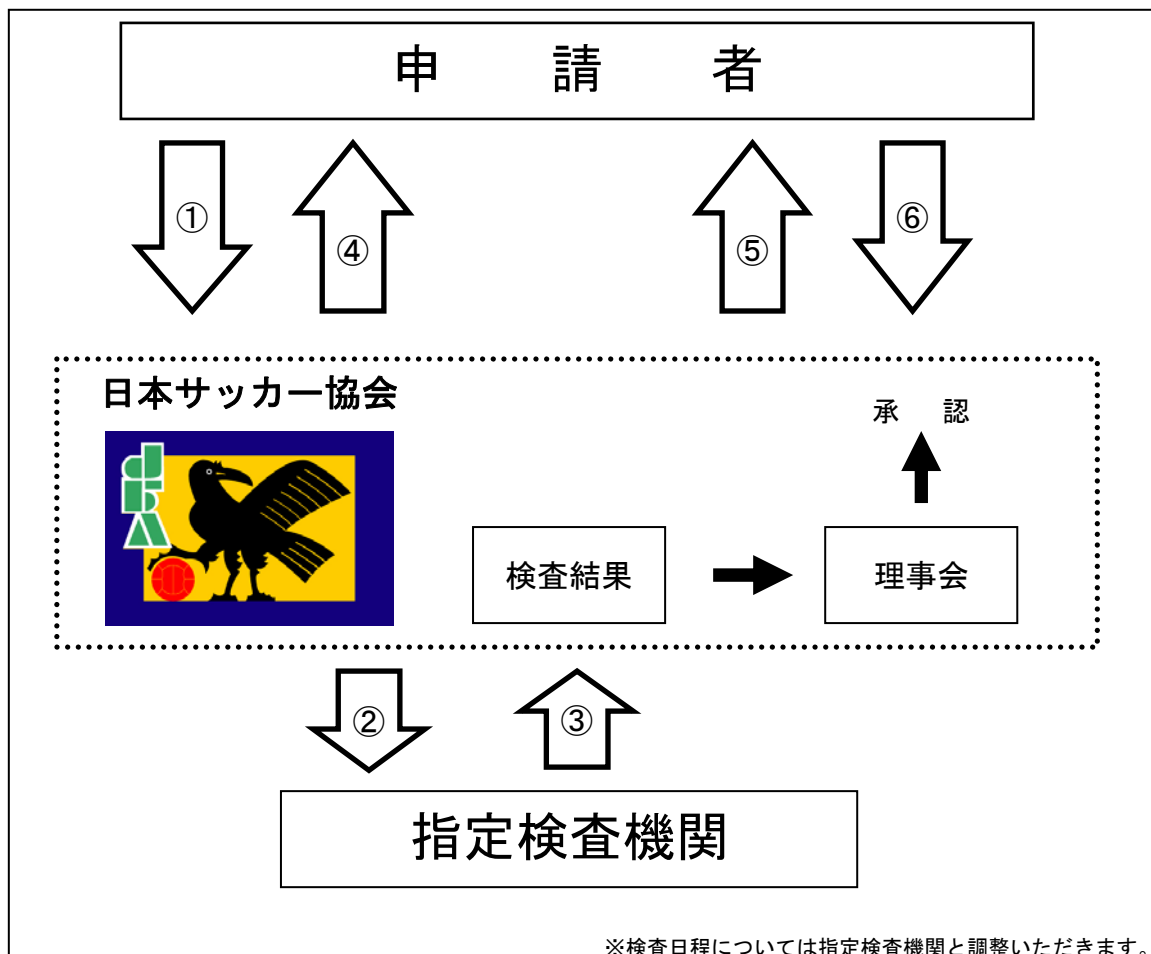 申請者
①
④
⑤
⑥
日本サッカー協会
JFA
承認
検査結果
理事会
②
③
指定検査機関
※検査日程については指定検査機関と調整いただきます。